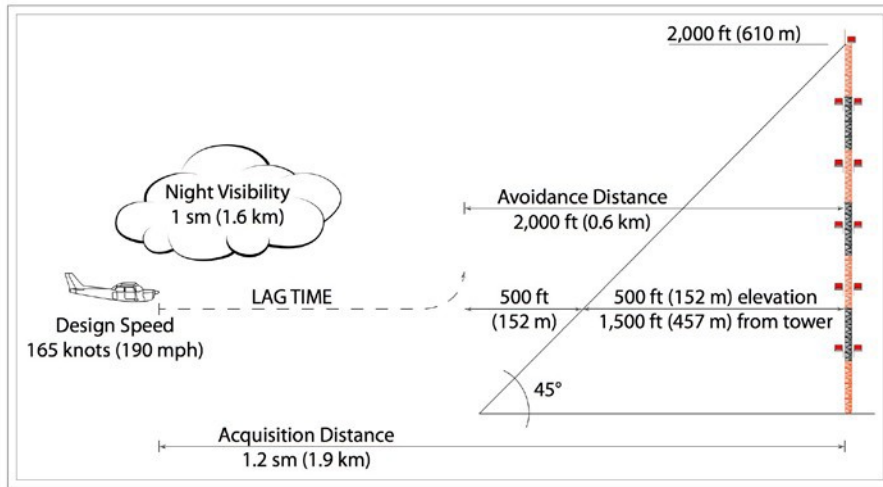 2,000 ft (610 m)
Night Visibility
1 sm (1.6 km)
Avoidance Distance
2,000 ft (0.6 km)
LAG TIME
500 ft
(152 m)
500 ft (152 m) elevation
1,500 ft (457 m) from tower
Design Speed
165 knots (190 mph)
45°
Acquisition Distance
1.2 sm (1.9 km)